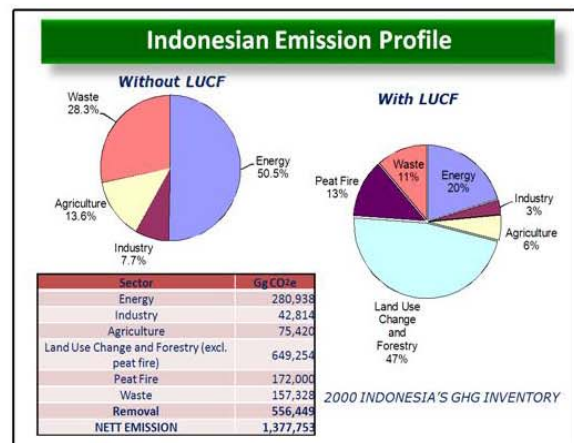 Indonesian Emission Profile
Without LUCF
Waste
28.3%
Energy
50.5%
Agriculture
13.6%
Industry
7.7%
With LUCF
Waste
11%
Energy
20%
Peat Fire
13%
Industry
3%
Agriculture
6%
Land Use
Change
and
Forestry
47%
Sector GgCO2e
Energy 280,938
Industry 42,814
Agriculture 75,420
Land Use Change and Forestry (excl.
peat fire) 649,254
Peat Fire 172,000
Waste 157,328
Removal 556,449
NETT EMISSION 1,377,753
2000 INDONESIA'S GHG INVENTORY